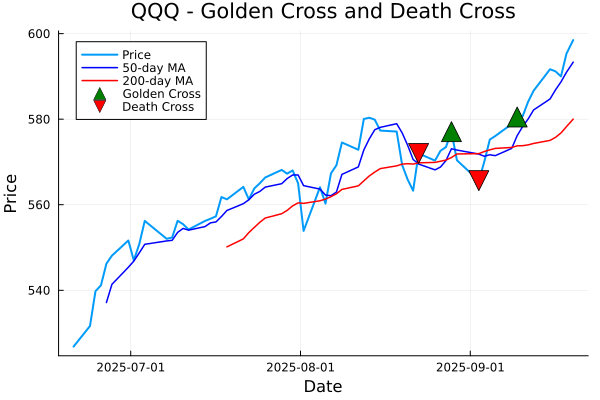 QQQ - Golden Cross and Death Cross
600
580
560
540
Price
Price
50-day MA
200-day MA
Golden Cross
Death Cross
2025-07-01
2025-08-01
2025-09-01
Date